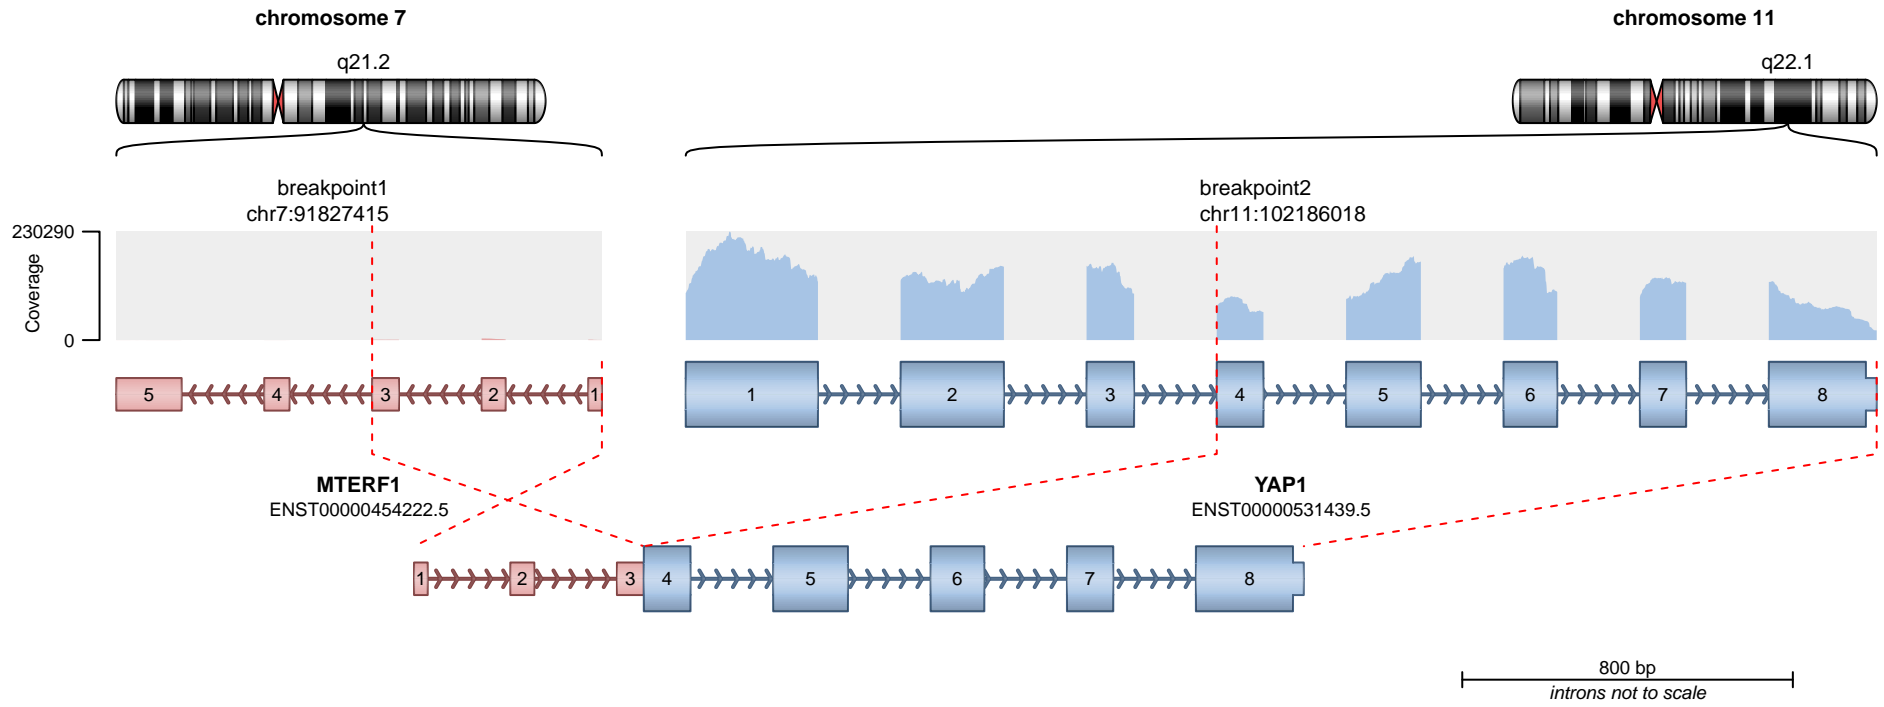 chromosome 7
chromosome 11
q21.2
q22.1
breakpoint1
chr7:91827415
breakpoint2
chr11:102186018
230290
Coverage
0
5 4 3 2 1
1 2 3 4 5 6 7 8
MTERF1
ENST00000454222.5
YAP1
ENST00000531439.5
1 2 3 4 5 6 7 8
800 bp
introns not to scale